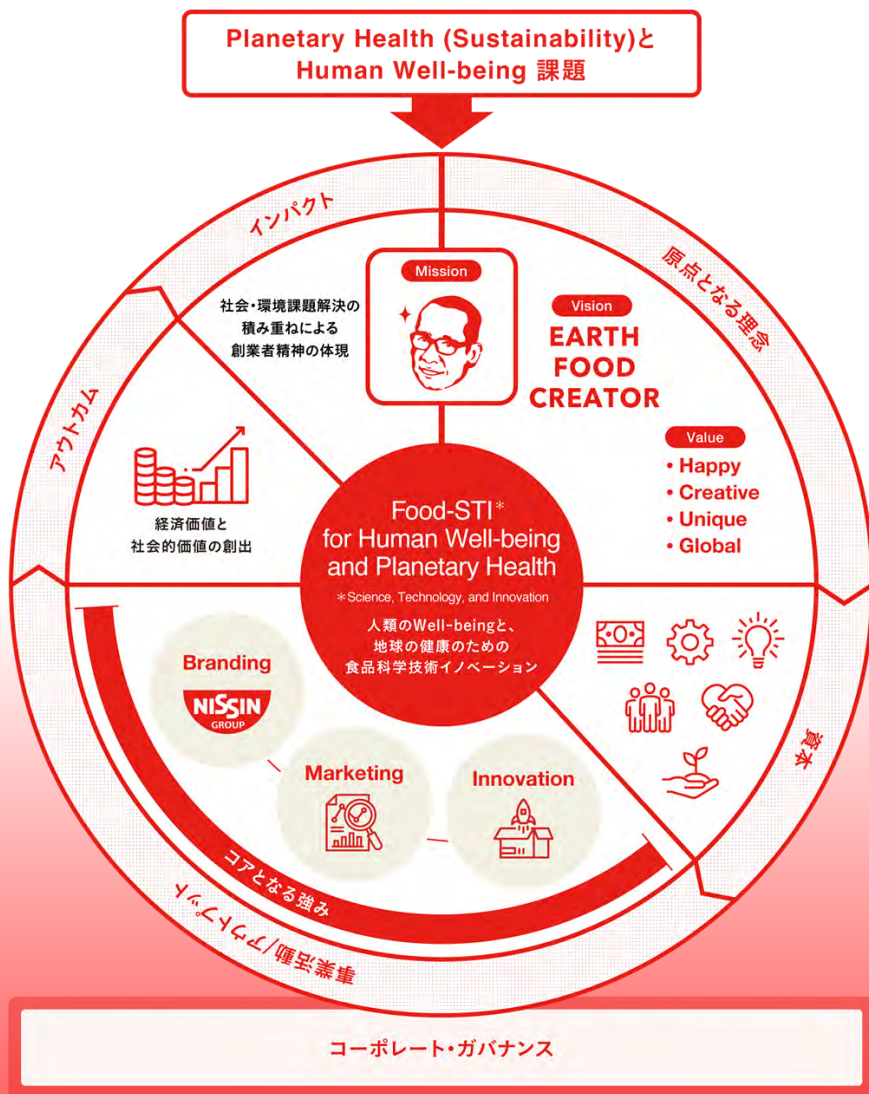 Planetary Health (Sustainability)と
Human Well-being 課題
インパクト
原点となる理念
Mission
社会・環境課題解決の
積み重ねによる
創業者精神の体現
Vision
EARTH
FOOD
CREATOR
Value
• Happy
• Creative
• Unique
• Global
アウトカム
経済価値と
社会的価値の創出
Food-STI*
for Human Well-being
and Planetary Health
*Science, Technology, and Innovation
人類のWell-beingと、
地球の健康のための
食品科学技術イノベーション
資本
Branding
NISSIN
GROUP
Marketing
Innovation
コアとなる強み
事業活動/アウトプット
コーポレート・ガバナンス